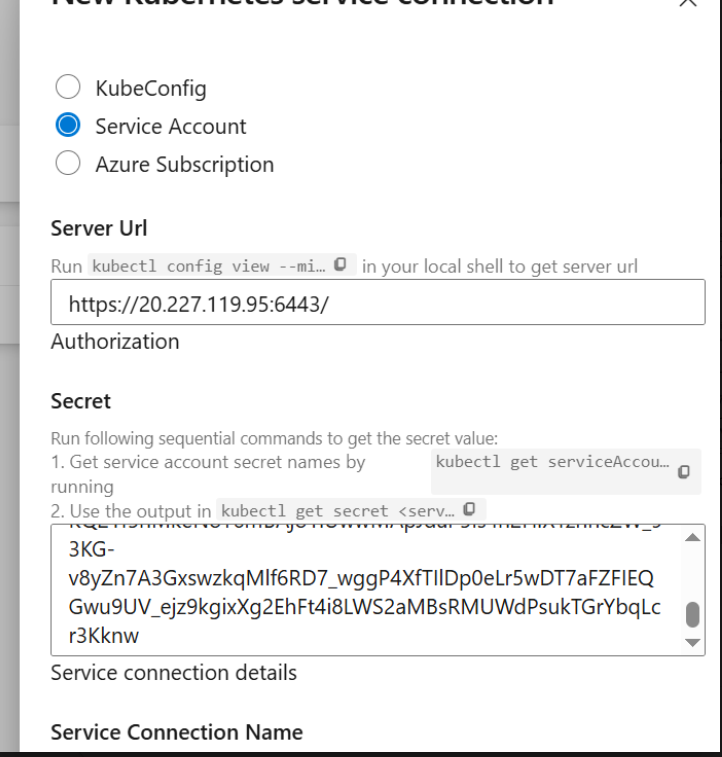 New Kubernetes service connection
KubeConfig
Service Account
Azure Subscription
Server Url
Run kubectl config view --mi… in your local shell to get server url
https://20.227.119.95:6443/
Authorization
Secret
Run following sequential commands to get the secret value:
1. Get service account secret names by running kubectl get serviceAccou…
2. Use the output in kubectl get secret <serv…
3KG-
v8yZn7A3GxswzkqMlf6RD7_wggP4XfTIlDp0eLr5wDT7aFZFIEQ
Gwu9UV_ejz9kgixXg2EhFt4i8LWS2aMBsRMUWdPsukTGrYbqLc
r3Kknw
Service connection details
Service Connection Name